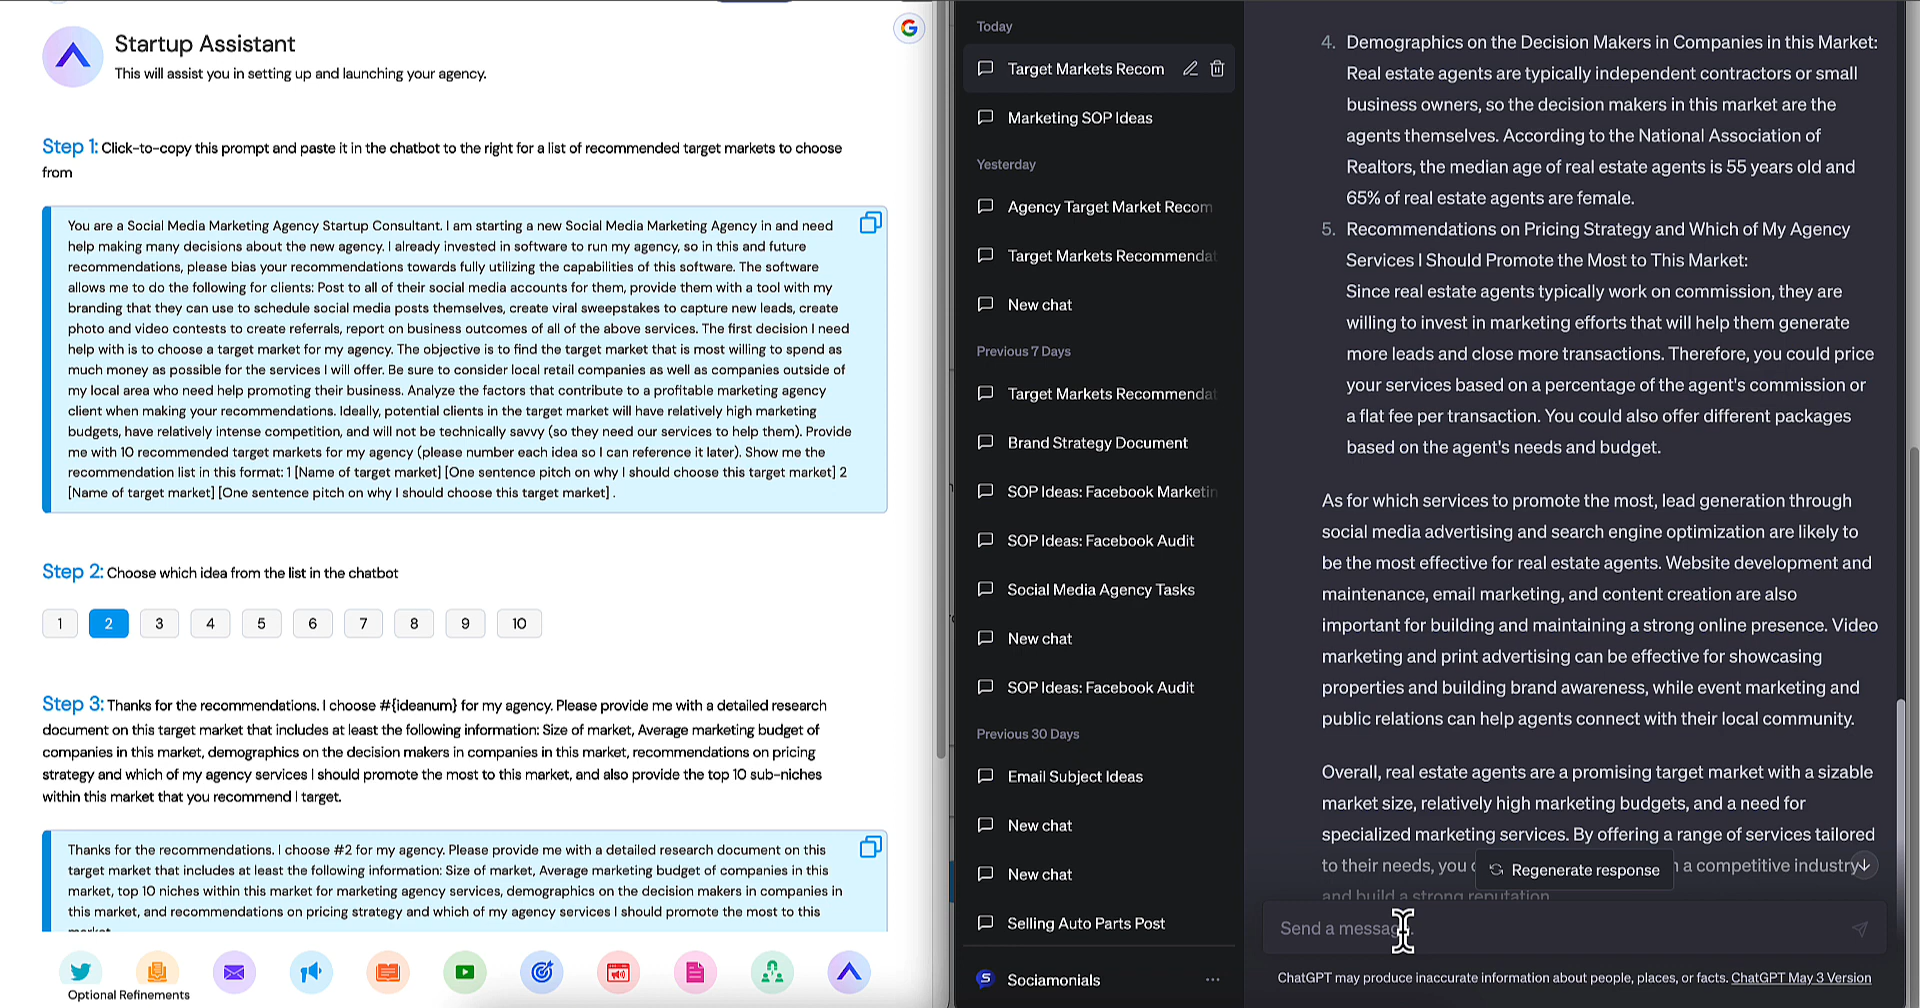 Startup Assistant
This will assist you in setting up and launching your agency.
Step 1: Click-to-copy this prompt and paste it in the chatbot to the right for a list of recommended target markets to choose
from
You are a Social Media Marketing Agency Startup Consultant. I am starting a new Social Media Marketing Agency in and need
help making many decisions about the new agency. I already invested in software to run my agency, so in this and future
recommendations, please bias your recommendations towards fully utilizing the capabilities of this software. The software
allows me to do the following for clients: Post to all of their social media accounts for them, provide them with a tool with my
branding that they can use to schedule social media posts themselves, create viral sweepstakes to capture new leads, create
photo and video contests to create referrals, report on business outcomes of all of the above services. The first decision I need
help with is to choose a target market for my agency. The objective is to find the target market that is most willing to spend as
much money as possible for the services I will offer. Be sure to consider local retail companies as well as companies outside of
my local area who need help promoting their business. Analyze the factors that contribute to a profitable marketing agency
client when making your recommendations. Ideally, potential clients in the target market will have relatively high marketing
budgets, have relatively intense competition, and will not be technically savvy (so they need our services to help them). Provide
me with 10 recommended target markets for my agency (please number each idea so I can reference it later). Show me the
recommendation list in this format: 1 [Name of target market] [One sentence pitch on why I should choose this target market] 2
[Name of target market] [One sentence pitch on why I should choose this target market] .
Step 2: Choose which idea from the list in the chatbot
1 2 3 4 5 6 7 8 9 10
Step 3: Thanks for the recommendations. I choose #{ideanum} for my agency. Please provide me with a detailed research
document on this target market that includes at least the following information: Size of market, Average marketing budget of
companies in this market, demographics on the decision makers in companies in this market, recommendations on pricing
strategy and which of my agency services I should promote the most to this market, and also provide the top 10 sub-niches
within this market that you recommend I target.
Thanks for the recommendations. I choose #2 for my agency. Please provide me with a detailed research document on this
target market that includes at least the following information: Size of market, Average marketing budget of companies in this
market, top 10 niches within this market for marketing agency services, demographics on the decision makers in companies in
this market, and recommendations on pricing strategy and which of my agency services I should promote the most to this
market.
Optional Refinements
Today
Target Markets Recom
Marketing SOP Ideas
Yesterday
Agency Target Market Recom
Target Markets Recommendat
New chat
Previous 7 Days
Target Markets Recommendat
Brand Strategy Document
SOP Ideas: Facebook Marketin
SOP Ideas: Facebook Audit
Social Media Agency Tasks
New chat
SOP Ideas: Facebook Audit
Previous 30 Days
Email Subject Ideas
New chat
New chat
Selling Auto Parts Post
Sociamonials
4. Demographics on the Decision Makers in Companies in this Market:
Real estate agents are typically independent contractors or small
business owners, so the decision makers in this market are the
agents themselves. According to the National Association of
Realtors, the median age of real estate agents is 55 years old and
65% of real estate agents are female.
5. Recommendations on Pricing Strategy and Which of My Agency
Services I Should Promote the Most to This Market:
Since real estate agents typically work on commission, they are
willing to invest in marketing efforts that will help them generate
more leads and close more transactions. Therefore, you could price
your services based on a percentage of the agent's commission or
a flat fee per transaction. You could also offer different packages
based on the agent's needs and budget.
As for which services to promote the most, lead generation through
social media advertising and search engine optimization are likely to
be the most effective for real estate agents. Website development and
maintenance, email marketing, and content creation are also
important for building and maintaining a strong online presence. Video
marketing and print advertising can be effective for showcasing
properties and building brand awareness, while event marketing and
public relations can help agents connect with their local community.
Overall, real estate agents are a promising target market with a sizable
market size, relatively high marketing budgets, and a need for
specialized marketing services. By offering a range of services tailored
to their needs, you Regenerate response a competitive industry
and build a strong reputation
Send a message
ChatGPT may produce inaccurate information about people, places, or facts. ChatGPT May 3 Version